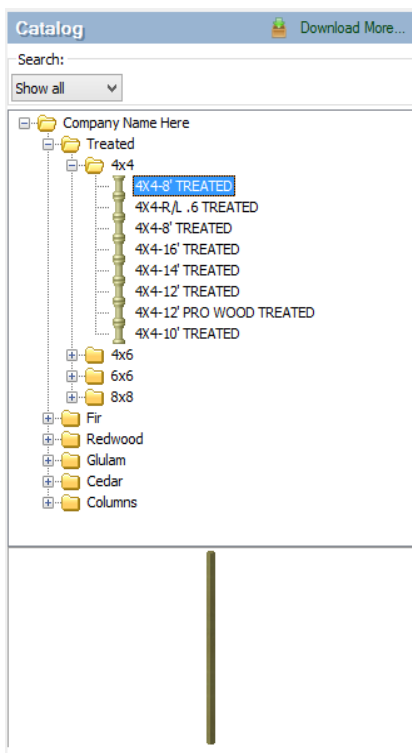 Catalog
Download More...
Search:
Show all
Company Name Here
Treated
4x4
4X4-8' TREATED
4X4-R/L .6 TREATED
4X4-8' TREATED
4X4-16' TREATED
4X4-14' TREATED
4X4-12' TREATED
4X4-12' PRO WOOD TREATED
4X4-10' TREATED
4x6
6x6
8x8
Fir
Redwood
Glulam
Cedar
Columns